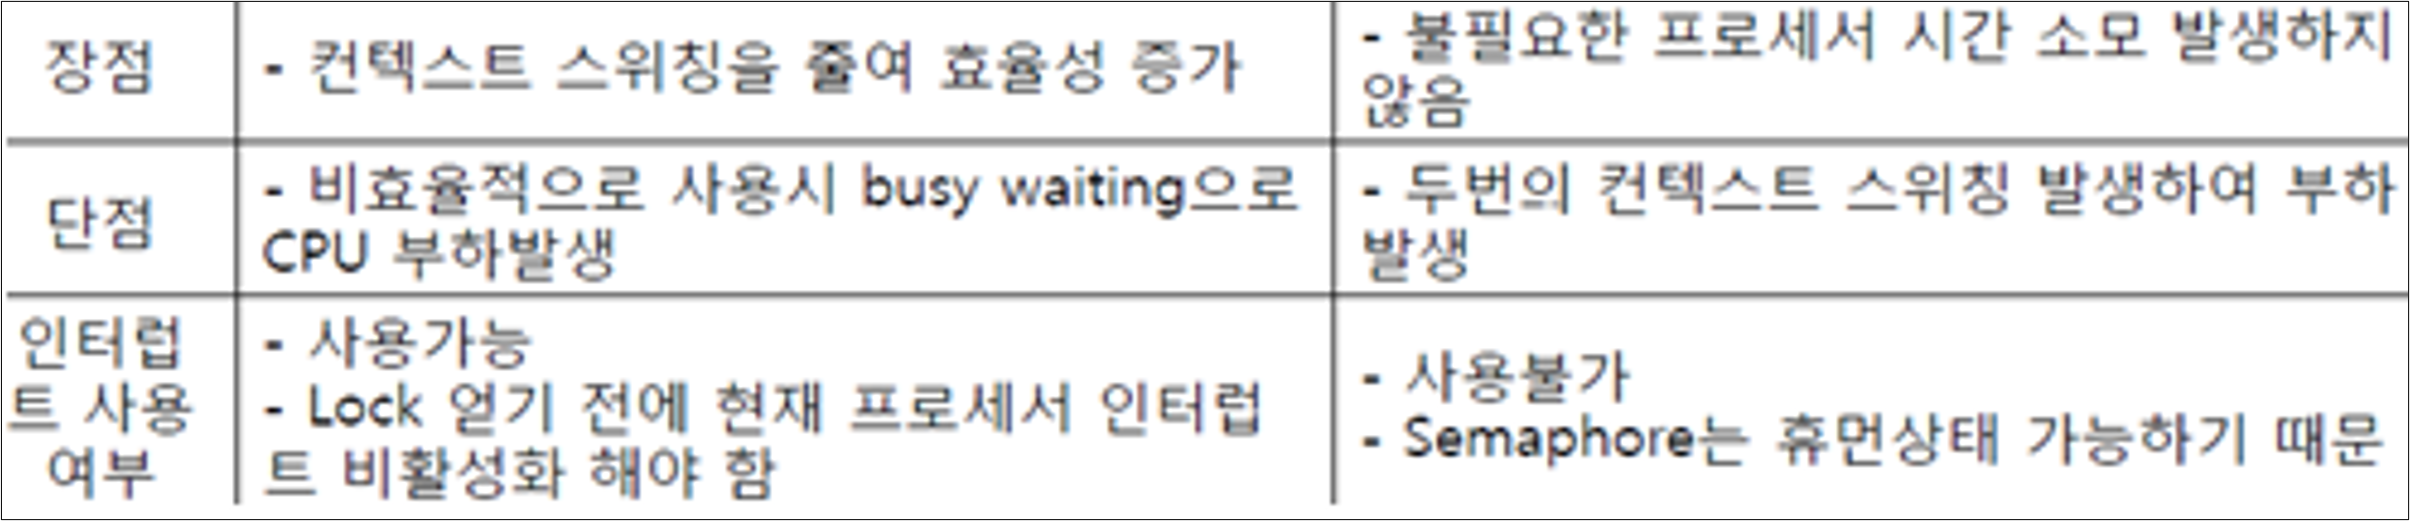 장점
- 컨텍스트 스위칭을 줄여 효율성 증가
- 불필요한 프로세서 시간 소모 발생하지
않음
단점
- 비효율적으로 사용시 busy waiting으로
CPU 부하발생
- 두번의 컨텍스트 스위칭 발생하여 부하
발생
인터럽
트 사용
여부
- 사용가능
- Lock 얻기 전에 현재 프로세서 인터럽
트 비활성화 해야 함
- 사용불가
- Semaphore는 휴먼상태 가능하기 때문